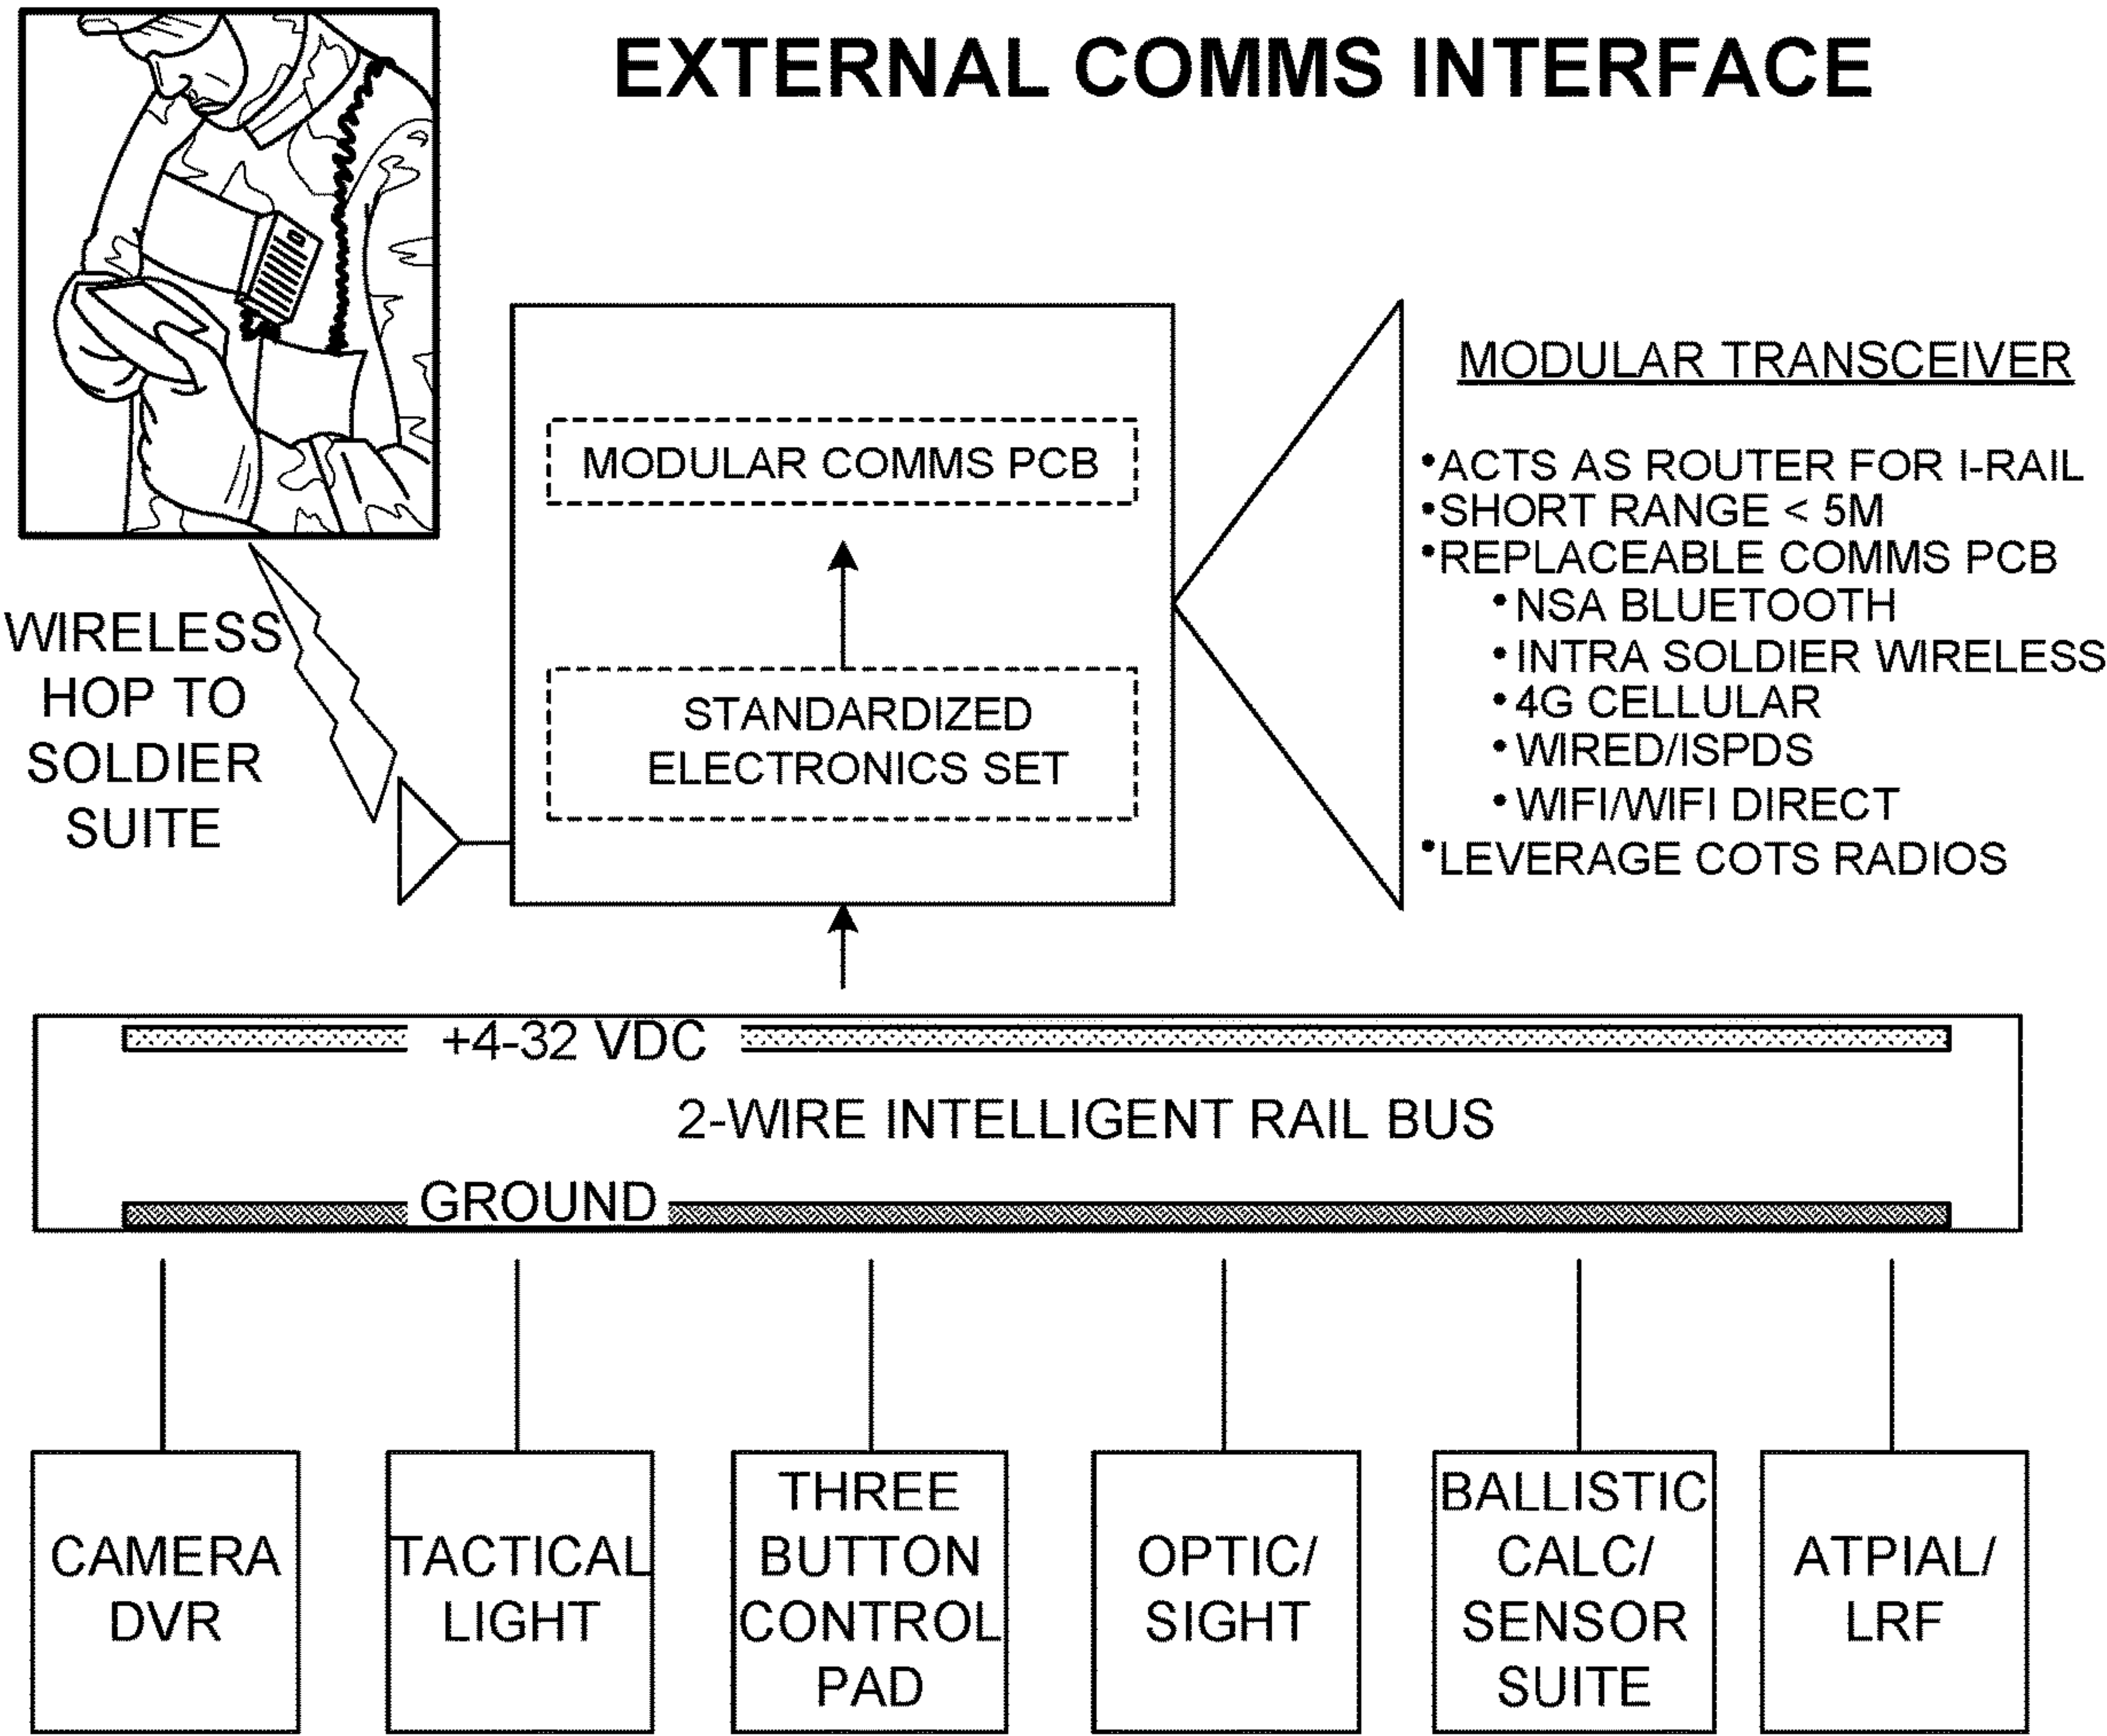 EXTERNAL COMMS INTERFACE
WIRELESS
HOP TO
SOLDIER
SUITE
MODULAR COMMS PCB
STANDARDIZED
ELECTRONICS SET
MODULAR TRANSCEIVER
•ACTS AS ROUTER FOR I-RAIL
•SHORT RANGE < 5M
•REPLACEABLE COMMS PCB
•NSA BLUETOOTH
•INTRA SOLDIER WIRELESS
•4G CELLULAR
•WIRED/ISPDS
•WIFI/WIFI DIRECT
•LEVERAGE COTS RADIOS
+4-32 VDC
2-WIRE INTELLIGENT RAIL BUS
GROUND
CAMERA
DVR
TACTICAL
LIGHT
THREE
BUTTON
CONTROL
PAD
OPTIC/
SIGHT
BALLISTIC
CALC/
SENSOR
SUITE
ATPIAL/
LRF